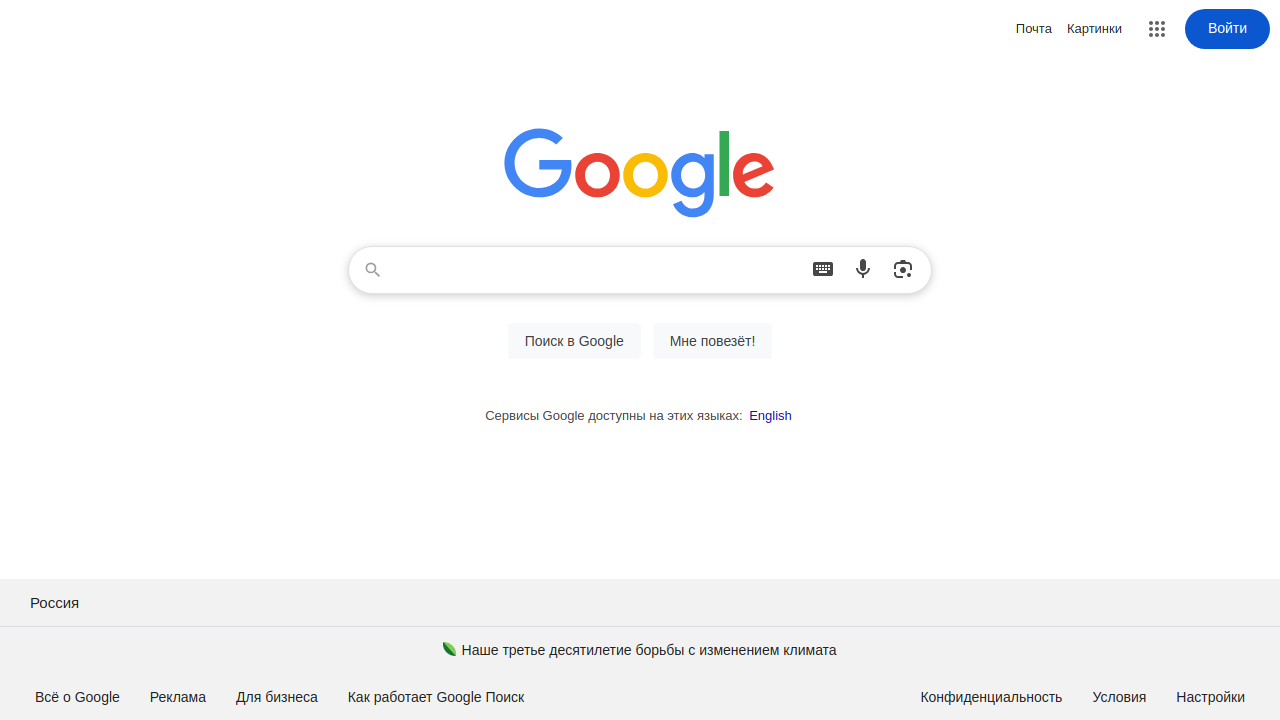 Почта Картинки Войти
Google
Поиск в Google Мне повезёт!
Сервисы Google доступны на этих языках: English
Россия
Наше третье десятилетие борьбы с изменением климата
Всё о Google Реклама Для бизнеса Как работает Google Поиск Конфиденциальность Условия Настройки